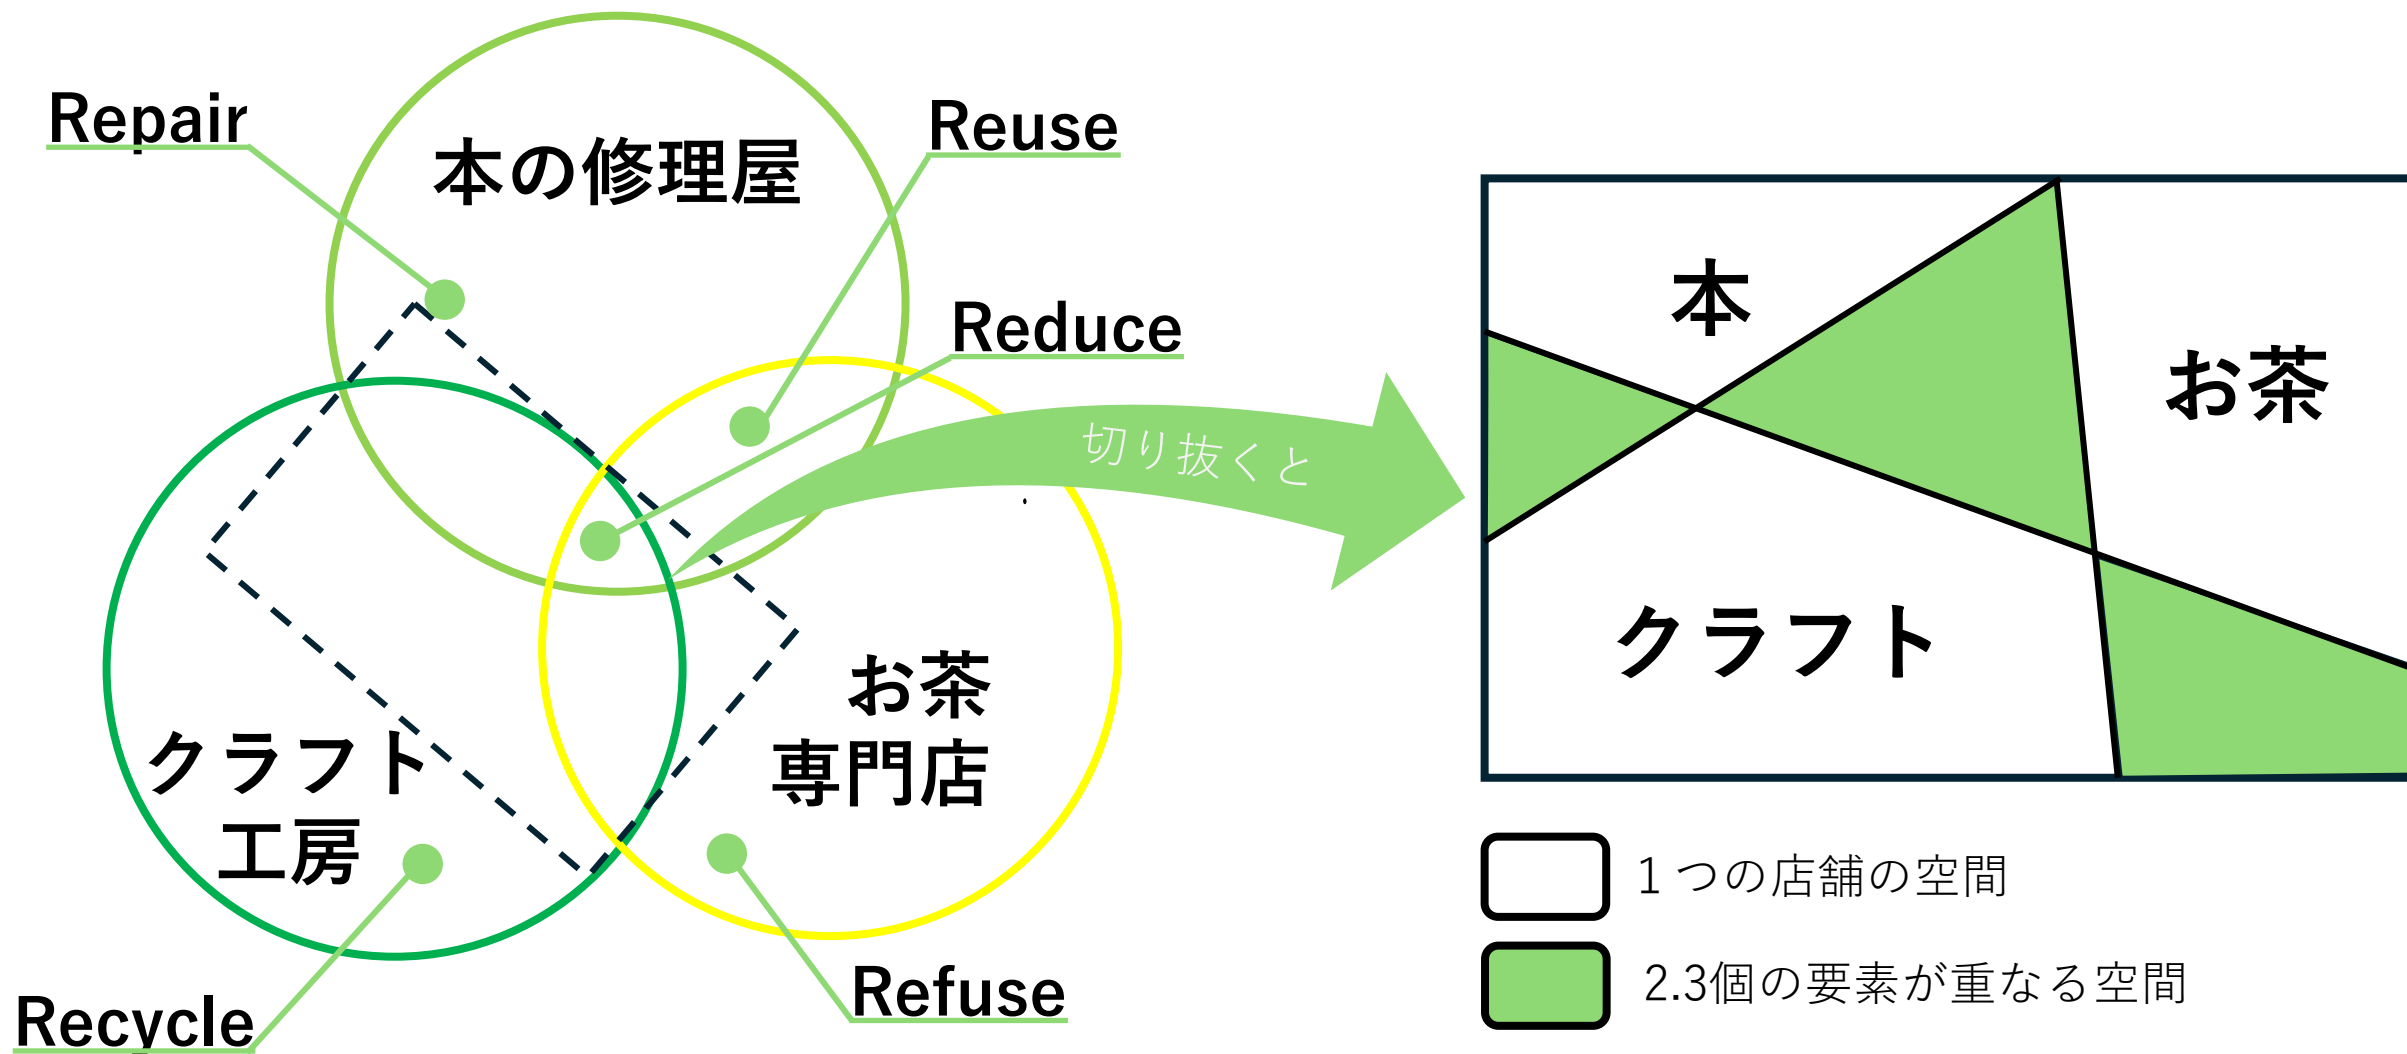 Repair
本の修理屋
Reuse
Reduce
切り抜くと
クラフト
工房
お茶
専門店
Recycle
Refuse
本
お茶
クラフト
1つの店舗の空間
2.3個の要素が重なる空間